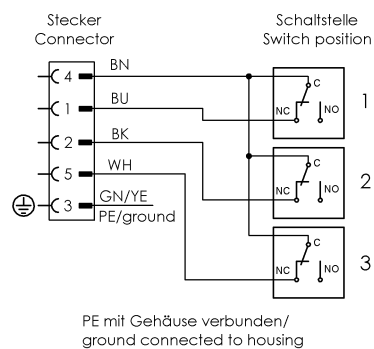 Stecker
Connector
Schaltstelle
Switch position
4 BN
1 BU
2 BK
5 WH
3 GN/YE
PE/ground
C
NC NO
1
C
NC NO
2
C
NC NO
3
PE mit Gehäuse verbunden/
ground connected to housing